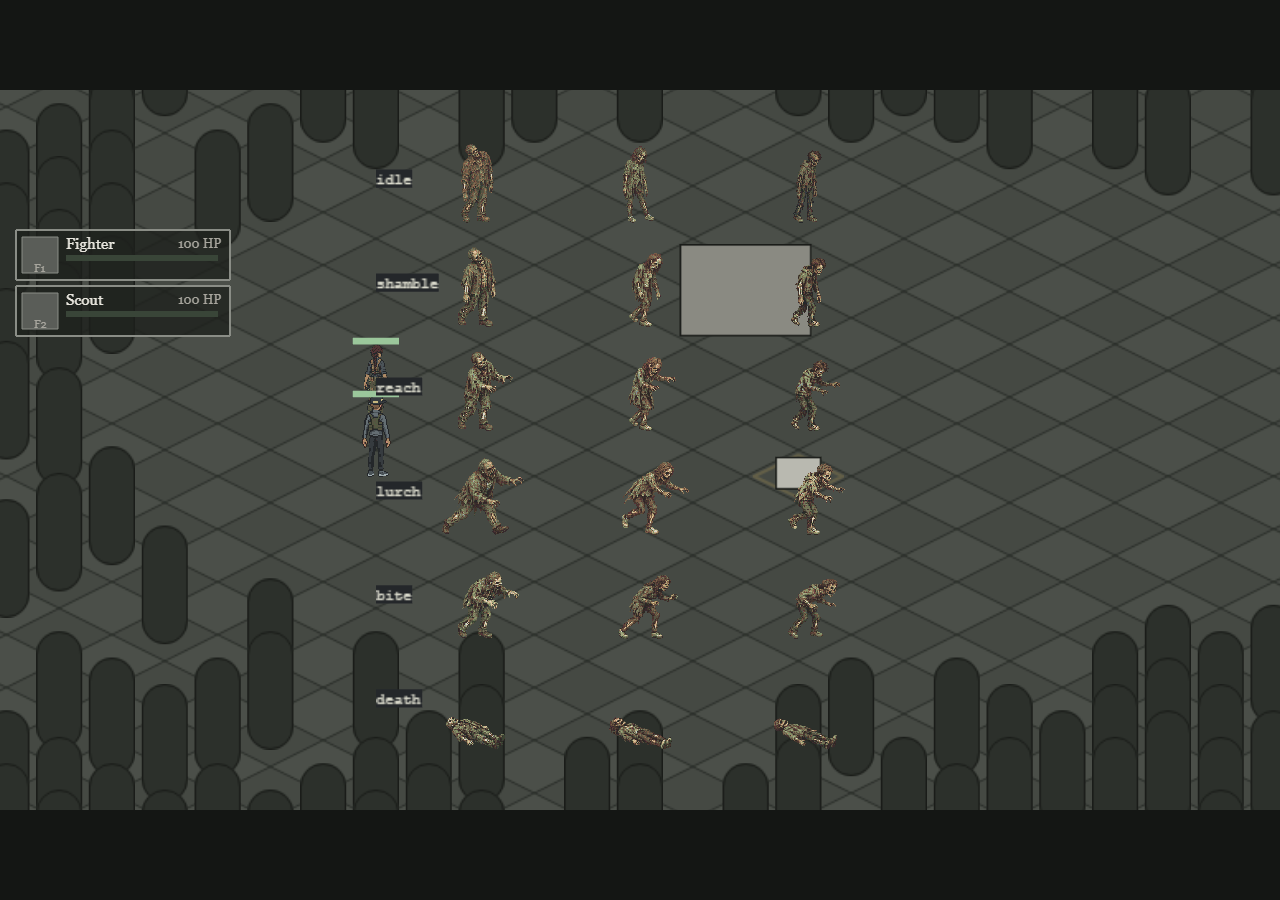 idle
Fighter 100 HP
F1
shamble
Scout 100 HP
F2
reach
lurch
bite
death